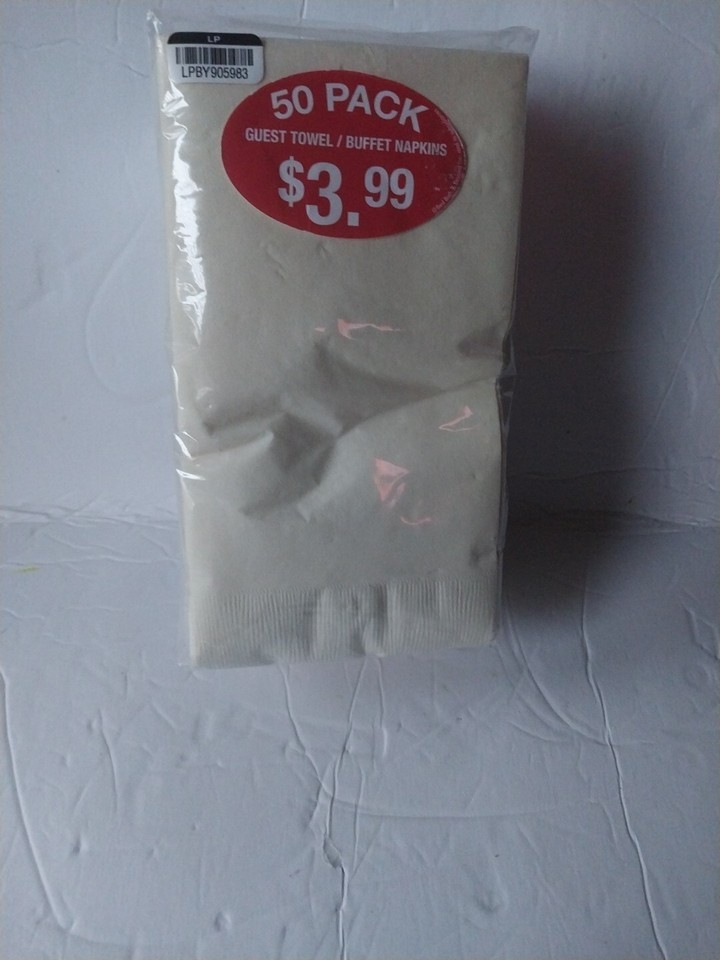 LP
LPBY905983
50 PACK
GUEST TOWEL / BUFFET NAPKINS
$3.99